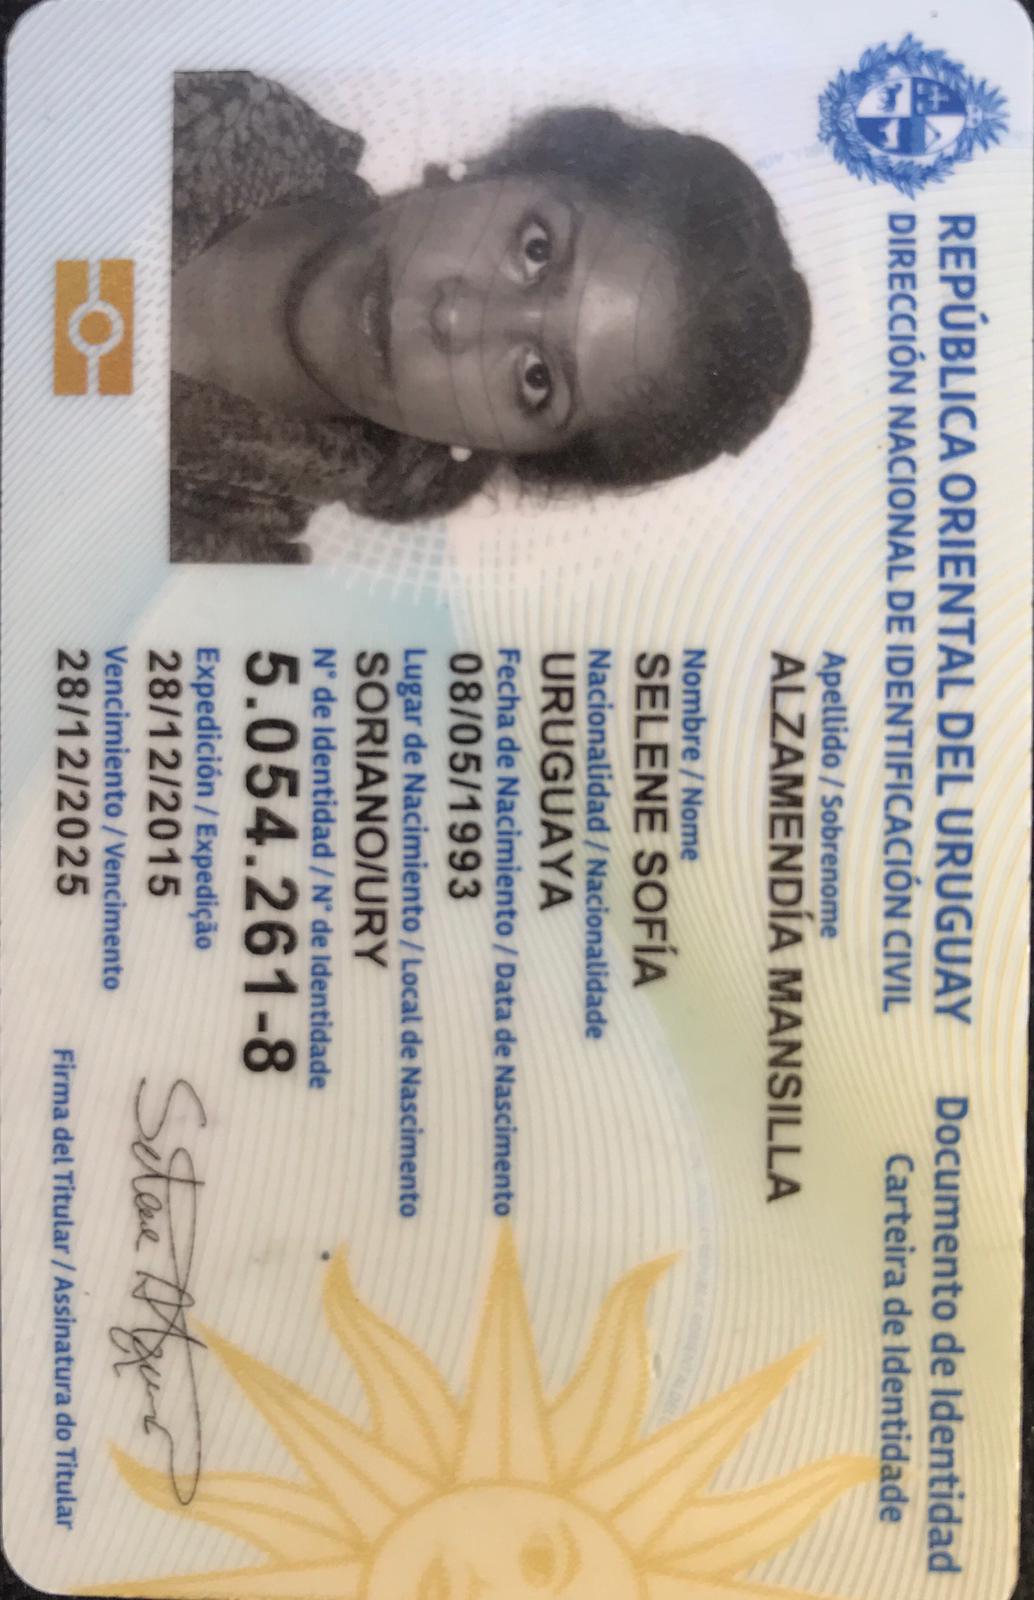 REPÚBLICA ORIENTAL DEL URUGUAY Documento de Identidad
DIRECCIÓN NACIONAL DE IDENTIFICACIÓN CIVIL Carteira de Identidade
Apellido / Sobrenome
ALZAMENDÍA MANSILLA
Nombre / Nome
SELENE SOFÍA
Nacionalidad / Nacionalidade
URUGUAYA
Fecha de Nacimiento / Data de Nascimento
08/05/1993
Lugar de Nacimiento / Local de Nascimento
SORIANO/URY
N° de Identidad / N° de Identidade
5.054.261-8
Expedición / Expedição
28/12/2015
Vencimiento / Vencimento
28/12/2025
Selene
Firma del Titular / Assinatura do Titular